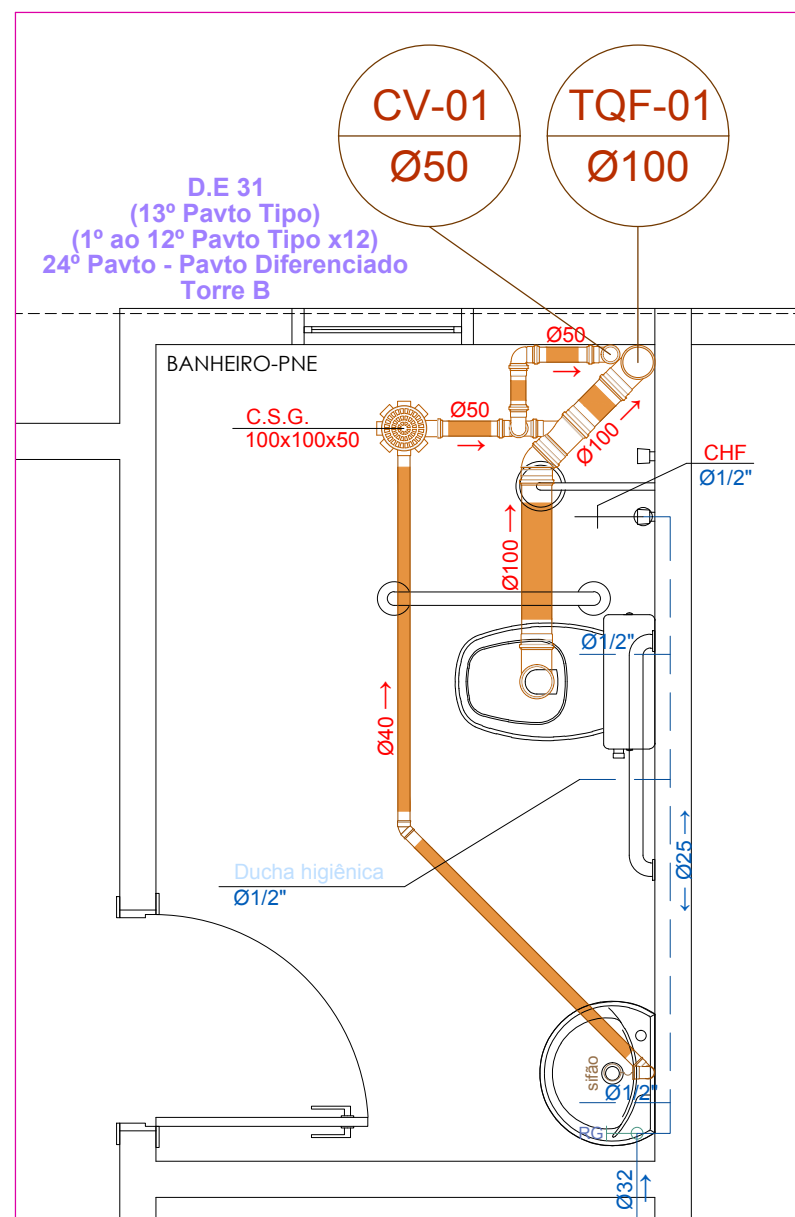 CV-01
Ø50
TQF-01
Ø100
D.E 31
(13º Pavto Tipo)
(1º ao 12º Pavto Tipo x12)
24º Pavto - Pavto Diferenciado
Torre B
BANHEIRO-PNE
Ø50
C.S.G.
100x100x50
Ø50
Ø100
CHF
Ø1/2"
Ø100
Ø1/2"
Ø40
Ø25
Ducha higiênica
Ø1/2"
sifão
Ø1/2"
RG
Ø32